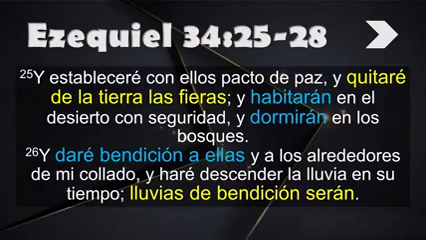 Ezequiel 34:25-28
25Y estableceré con ellos pacto de paz, y quitaré
de la tierra las fieras; y habitarán en el
desierto con seguridad, y dormirán en los
bosques.
26Y daré bendición a ellas y a los alrededores
de mi collado, y haré descender la lluvia en su
tiempo; lluvias de bendición serán.